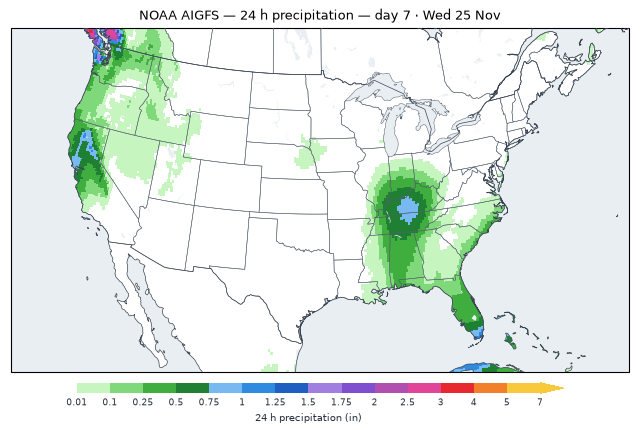 NOAA AIGFS — 24 h precipitation — day 7 · Wed 25 Nov
0.01 0.1 0.25 0.5 0.75 1 1.25 1.5 1.75 2 2.5 3 4 5 7
24 h precipitation (in)